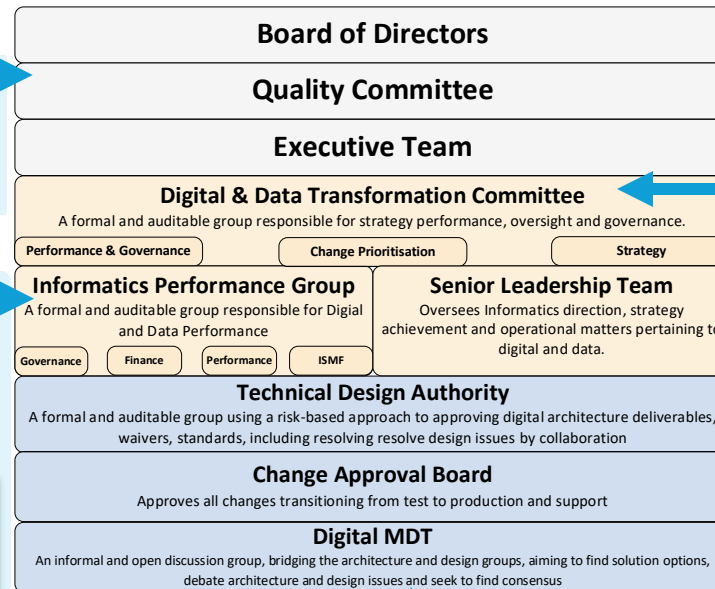 Board of Directors
Quality Committee
Executive Team
Digital & Data Transformation Committee
A formal and auditable group responsible for strategy performance, oversight and governance.
Performance & Governance
Change Prioritisation
Strategy
Informatics Performance Group
A formal and auditable group responsible for Digial
and Data Performance
Governance
Finance
Performance
ISMF
Senior Leadership Team
Oversees Informatics direction, strategy
achievement and operational matters pertaining to
digital and data.
Technical Design Authority
A formal and auditable group using a risk-based approach to approving digital architecture deliverables,
waivers, standards, including resolving resolve design issues by collaboration
Change Approval Board
Approves all changes transitioning from test to production and support
Digital MDT
An informal and open discussion group, bridging the architecture and design groups, aiming to find solution options,
debate architecture and design issues and seek to find consensus